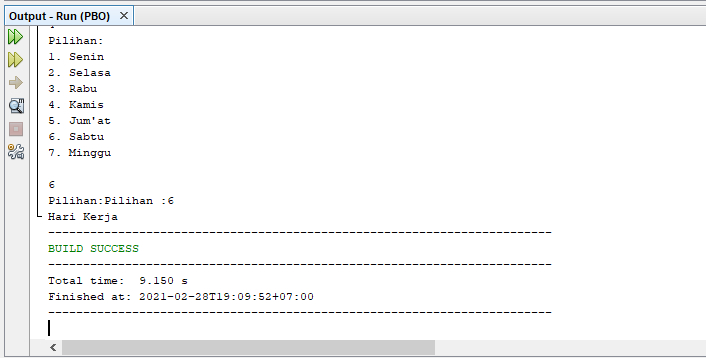 Output - Run (PBO)
Pilihan:
1. Senin
2. Selasa
3. Rabu
4. Kamis
5. Jum'at
6. Sabtu
7. Minggu
6
Pilihan:Pilihan :6
Hari Kerja
------------------------------------------------------------------------
BUILD SUCCESS
------------------------------------------------------------------------
Total time:  9.150 s
Finished at: 2021-02-28T19:09:52+07:00
------------------------------------------------------------------------